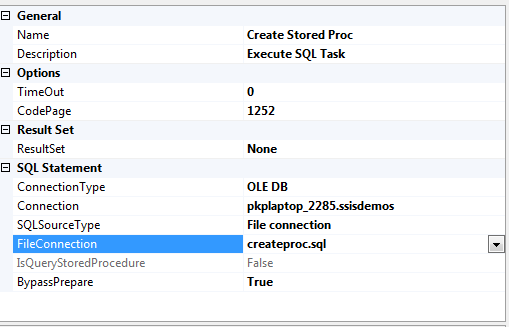 General
Name Create Stored Proc
Description Execute SQL Task
Options
TimeOut 0
CodePage 1252
Result Set
ResultSet None
SQL Statement
ConnectionType OLE DB
Connection pkplaptop_2285.ssisdemos
SQLSourceType File connection
FileConnection createproc.sql
IsQueryStoredProcedure False
BypassPrepare True